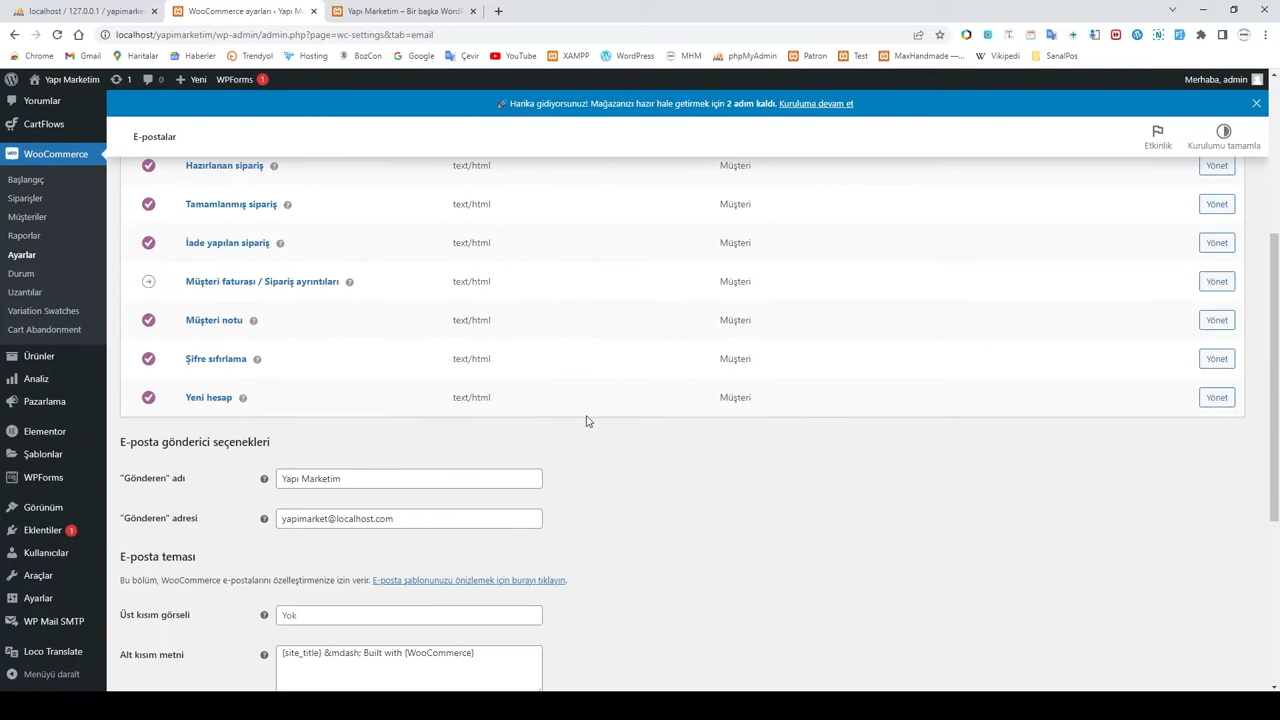 localhost / 127.0.0.1 / yapimarket
WooCommerce ayarları ‹ Yapı M
Yapı Marketim – Bir başka WordP
localhost/yapimarketim/wp-admin/admin.php?page=wc-settings&tab=email
Chrome
Gmail
Haritalar
Haberler
Trendyol
Hosting
BozCon
Google
Çevir
YouTube
XAMPP
WordPress
MHM
phpMyAdmin
Patron
Test
MaxHandmade —...
Vikipedi
SanalPos
Yapı Marketim
1
0
Yeni
WPForms 1
Merhaba, admin
🚀 Harika gidiyorsunuz! Mağazanızı hazır hale getirmek için 2 adım kaldı. Kuruluma devam et
E-postalar
Etkinlik
Kurulumu tamamla
Yorumlar
CartFlows
WooCommerce
Başlangıç
Siparişler
Müşteriler
Raporlar
Ayarlar
Durum
Uzantılar
Variation Swatches
Cart Abandonment
Ürünler
Analiz
Pazarlama
Elementor
Şablonlar
WPForms
Görünüm
Eklentiler 1
Kullanıcılar
Araçlar
Ayarlar
WP Mail SMTP
Loco Translate
Menüyü daralt
Hazırlanan sipariş text/html Müşteri Yönet
Tamamlanmış sipariş text/html Müşteri Yönet
İade yapılan sipariş text/html Müşteri Yönet
Müşteri faturası / Sipariş ayrıntıları text/html Müşteri Yönet
Müşteri notu text/html Müşteri Yönet
Şifre sıfırlama text/html Müşteri Yönet
Yeni hesap text/html Müşteri Yönet
E-posta gönderici seçenekleri
"Gönderen" adı Yapı Marketim
"Gönderen" adresi yapimarket@localhost.com
E-posta teması
Bu bölüm, WooCommerce e-postalarını özelleştirmenize izin verir. E-posta şablonunuzu önizlemek için burayı tıklayın.
Üst kısım görseli Yok
Alt kısım metni {site_title} &mdash; Built with {WooCommerce}